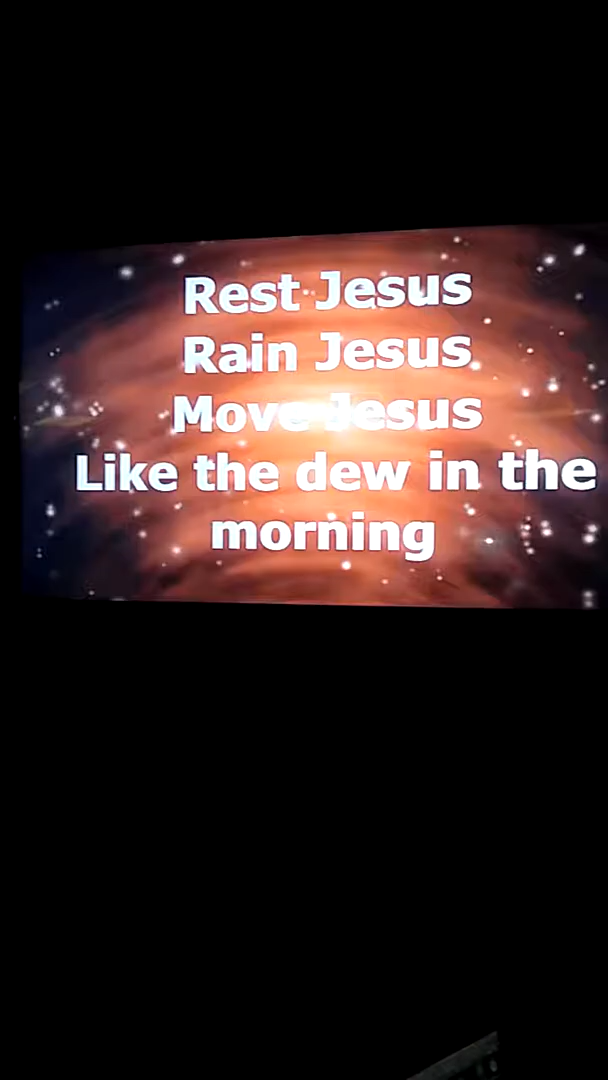 Rest Jesus
Rain Jesus
Move Jesus
Like the dew in the
morning